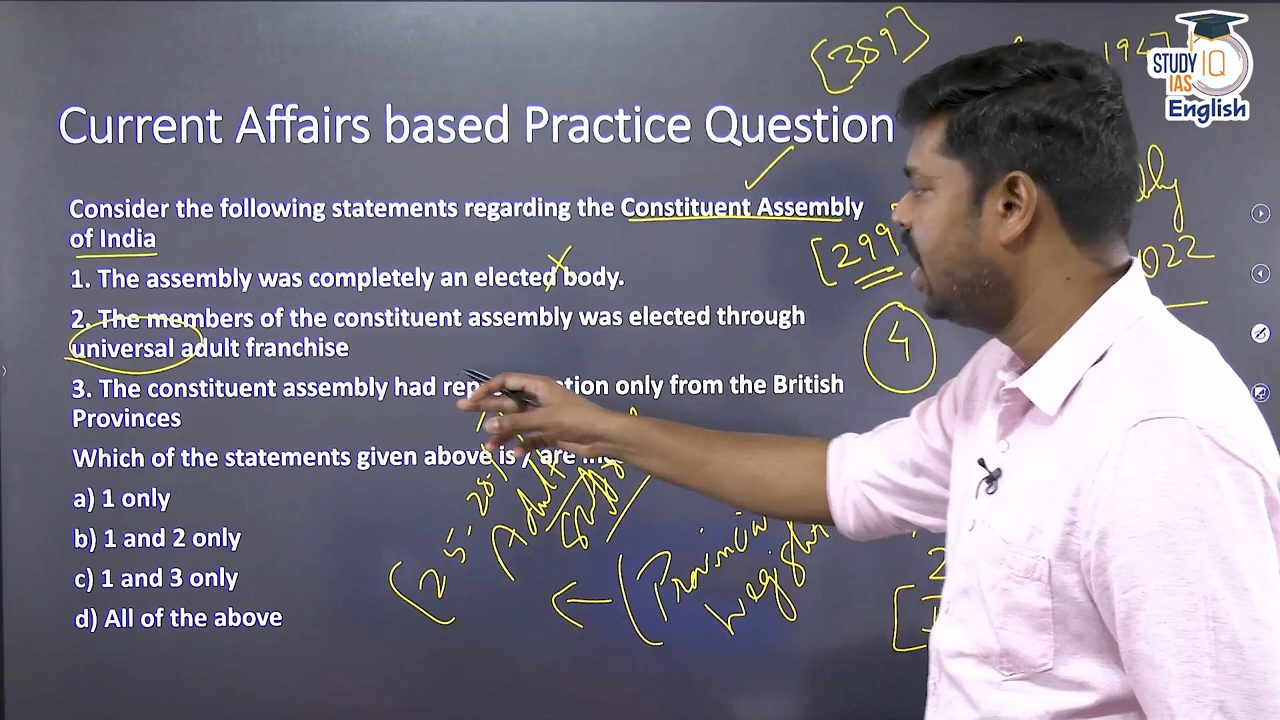 [389]
1947
STUDY IQ
IAS
English
Current Affairs based Practice Question
Consider the following statements regarding the Constituent Assembly
of India
[299
1. The assembly was completely an elected body.
2. The members of the constituent assembly was elected through
universal adult franchise
4
3. The constituent assembly had only from the British
Provinces
Which of the statements given above is / are
a) 1 only
b) 1 and 2 only
c) 1 and 3 only
d) All of the above
Adult
(Provincial